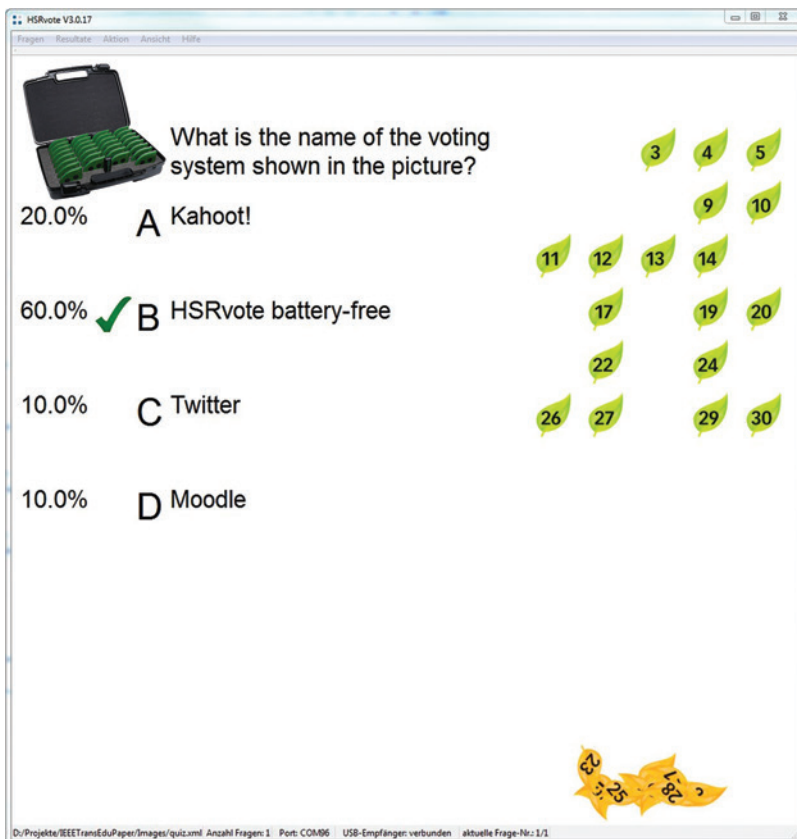 HSRvote V3.0.17
Fragen Resultate Aktion Ansicht Hilfe
What is the name of the voting
system shown in the picture?
3 4 5
20.0% A Kahoot!
9 10
11 12 13 14
60.0% B HSRvote battery-free
17 19 20
22 24
10.0% C Twitter
26 27 29 30
10.0% D Moodle
23
25
28
1
D:/Projekte/IEEETransEduPaper/Images/quiz.xml Anzahl Fragen: 1 Port: COM96 USB-Empfänger: verbunden aktuelle Frage-Nr.: 1/1